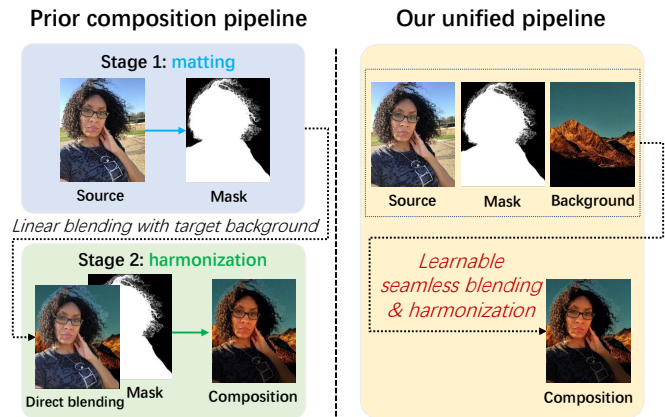 Prior composition pipeline
Stage 1: matting
Source
Mask
Linear blending with target background
Stage 2: harmonization
Direct blending
Mask
Composition
Our unified pipeline
Source
Mask
Background
Learnable
seamless blending
& harmonization
Composition